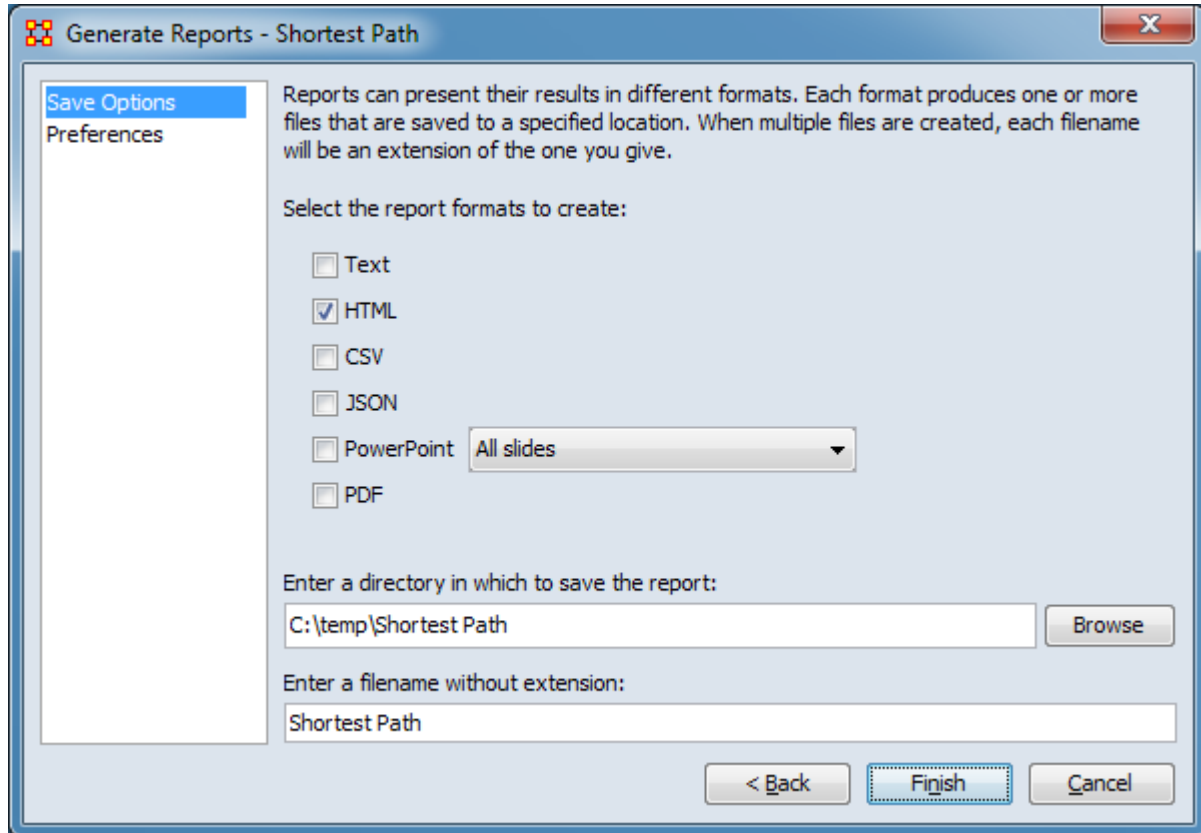 Generate Reports - Shortest Path
Save Options
Preferences
Reports can present their results in different formats. Each format produces one or more
files that are saved to a specified location. When multiple files are created, each filename
will be an extension of the one you give.
Select the report formats to create:
Text
HTML
CSV
JSON
PowerPoint All slides
PDF
Enter a directory in which to save the report:
C:\temp\Shortest Path Browse
Enter a filename without extension:
Shortest Path
< Back Finish Cancel